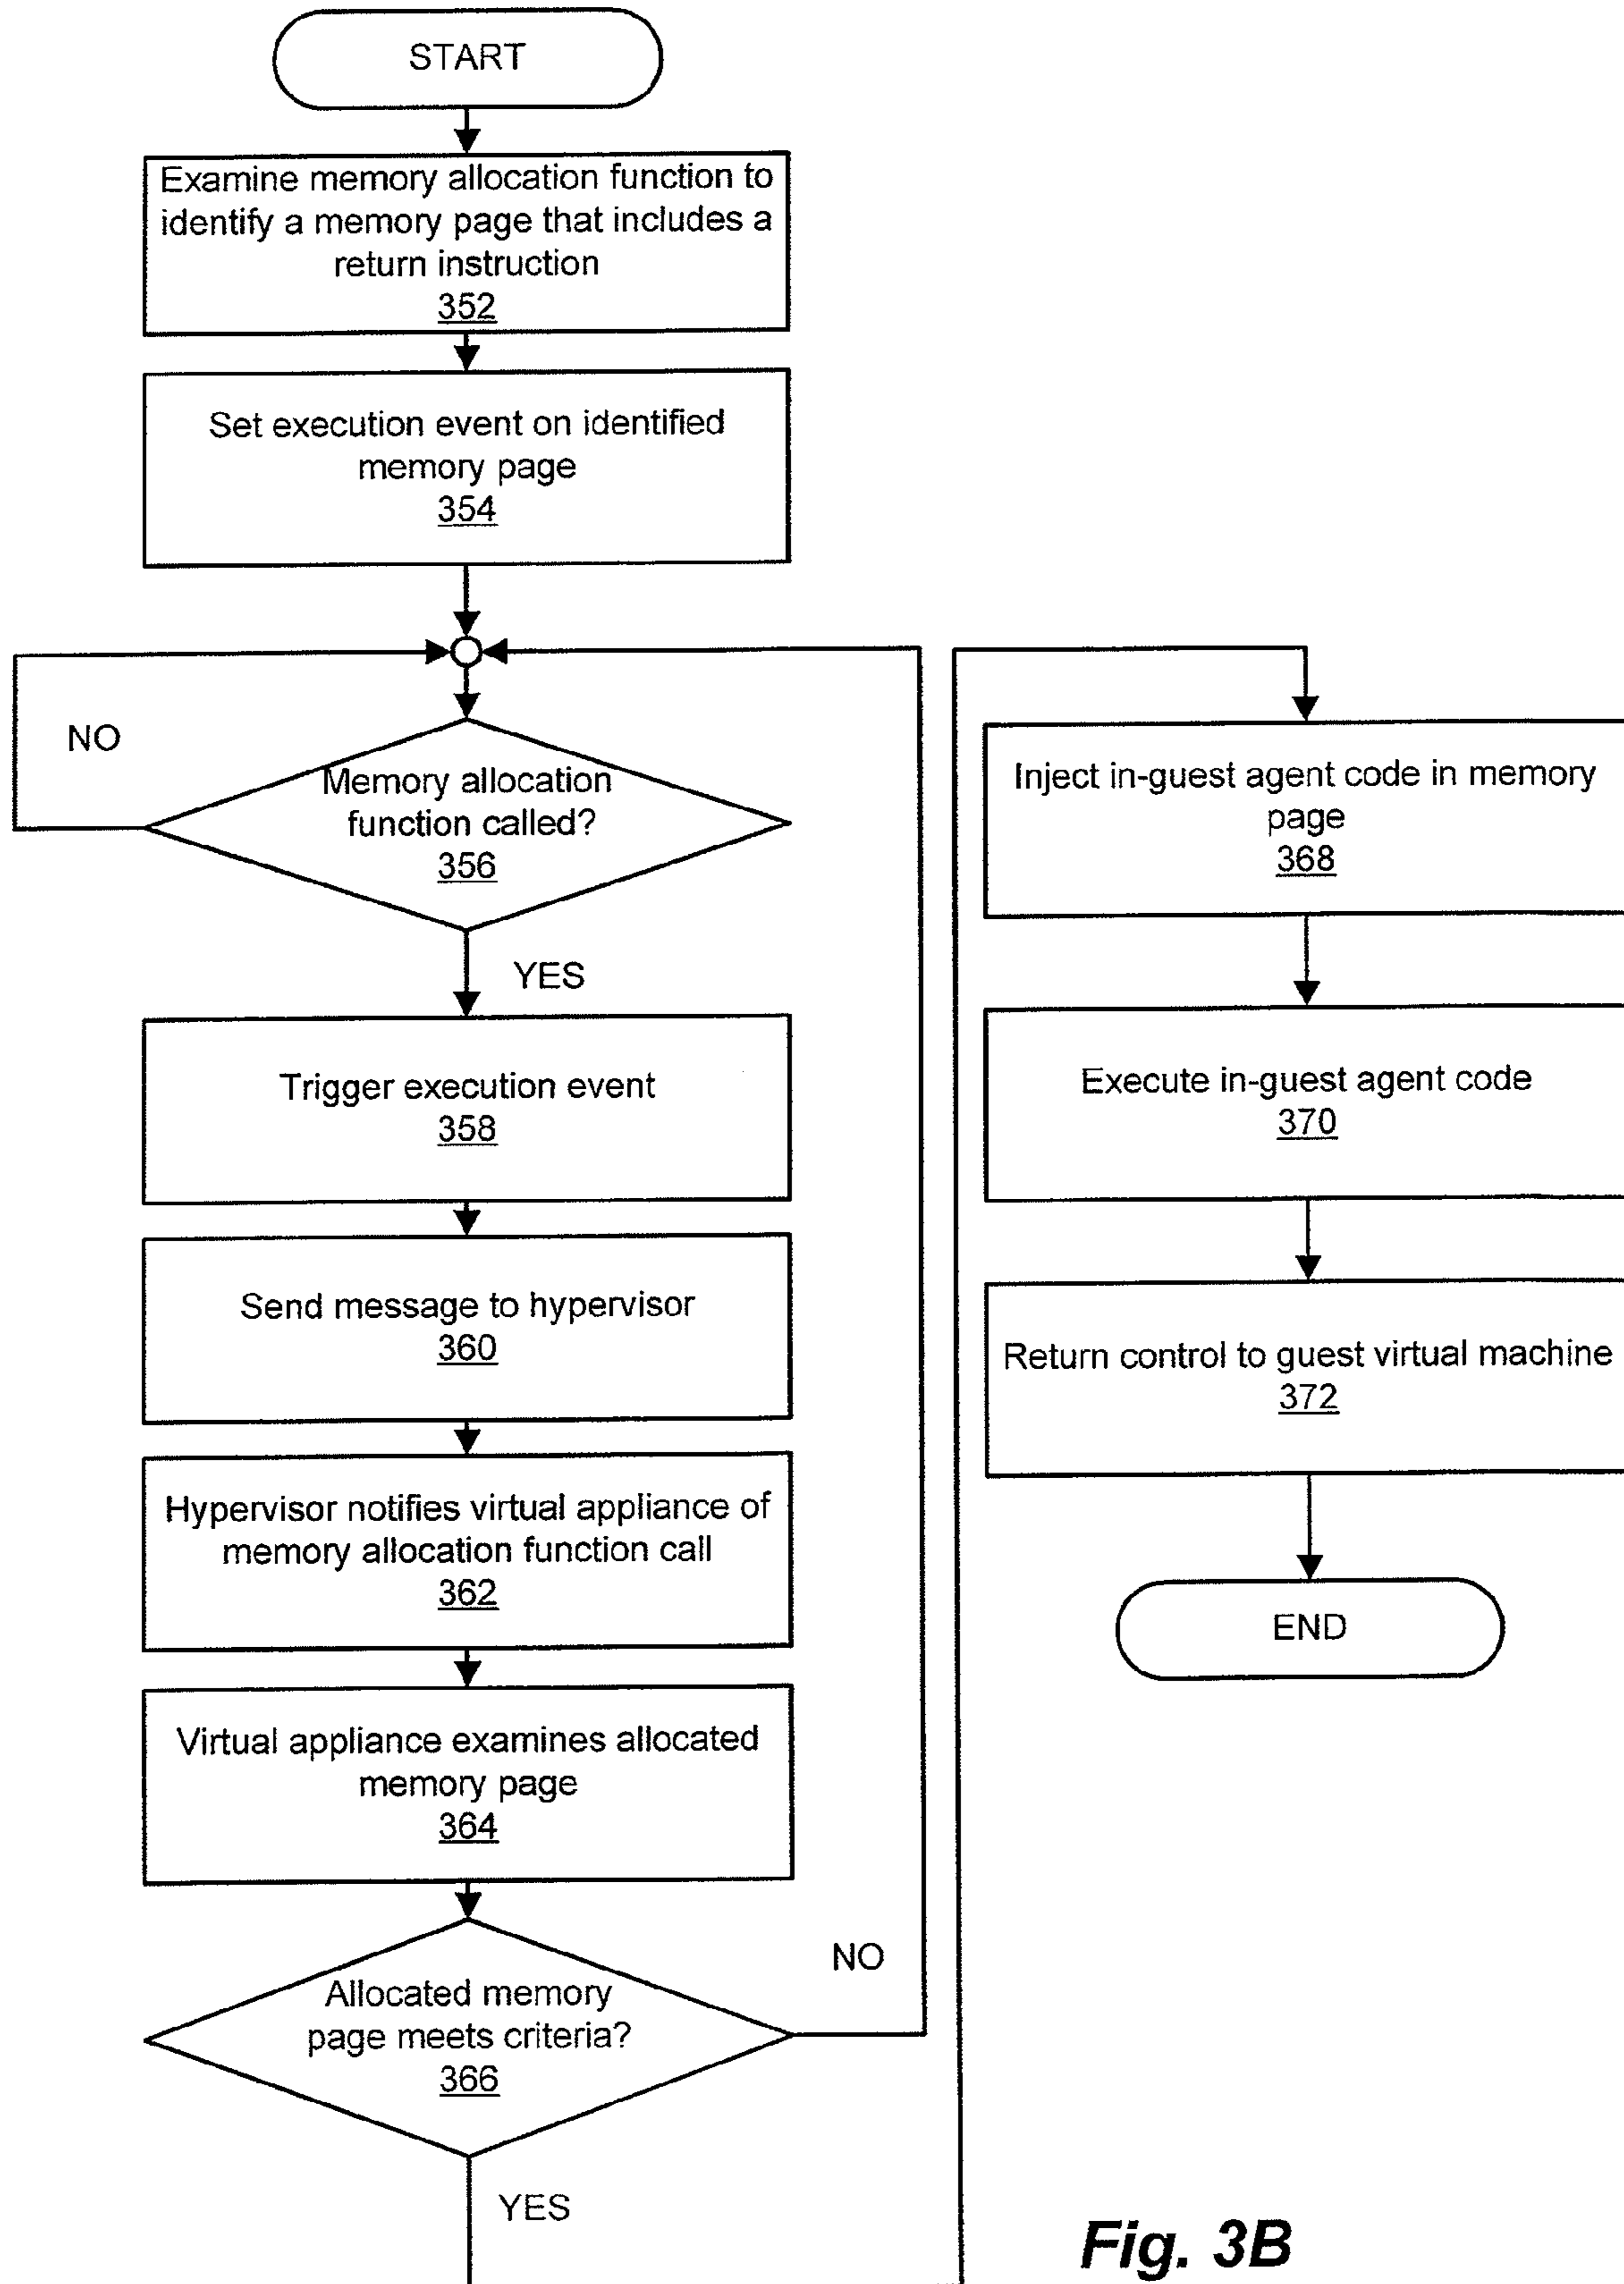 START
Examine memory allocation function to
identify a memory page that includes a
return instruction
352
Set execution event on identified
memory page
354
NO
Memory allocation
function called?
356
YES
Trigger execution event
358
Send message to hypervisor
360
Hypervisor notifies virtual appliance of
memory allocation function call
362
Virtual appliance examines allocated
memory page
364
NO
Allocated memory
page meets criteria?
366
YES
Inject in-guest agent code in memory
page
368
Execute in-guest agent code
370
Return control to guest virtual machine
372
END
Fig. 3B